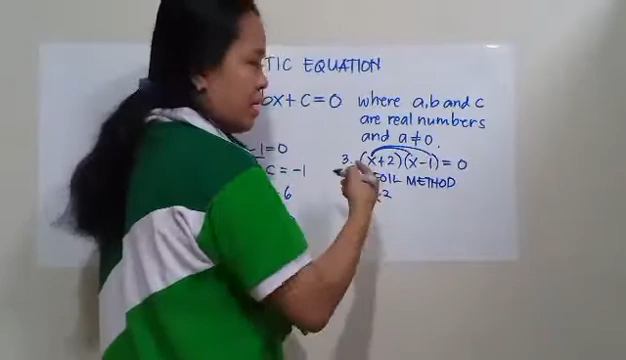 TIC EQUATION
bx + C = 0 where a,b and c
are real numbers
and a ≠ 0.
-1 = 0
C = -1
6
3. (x+2)(x-1) = 0
FOIL METHOD
2